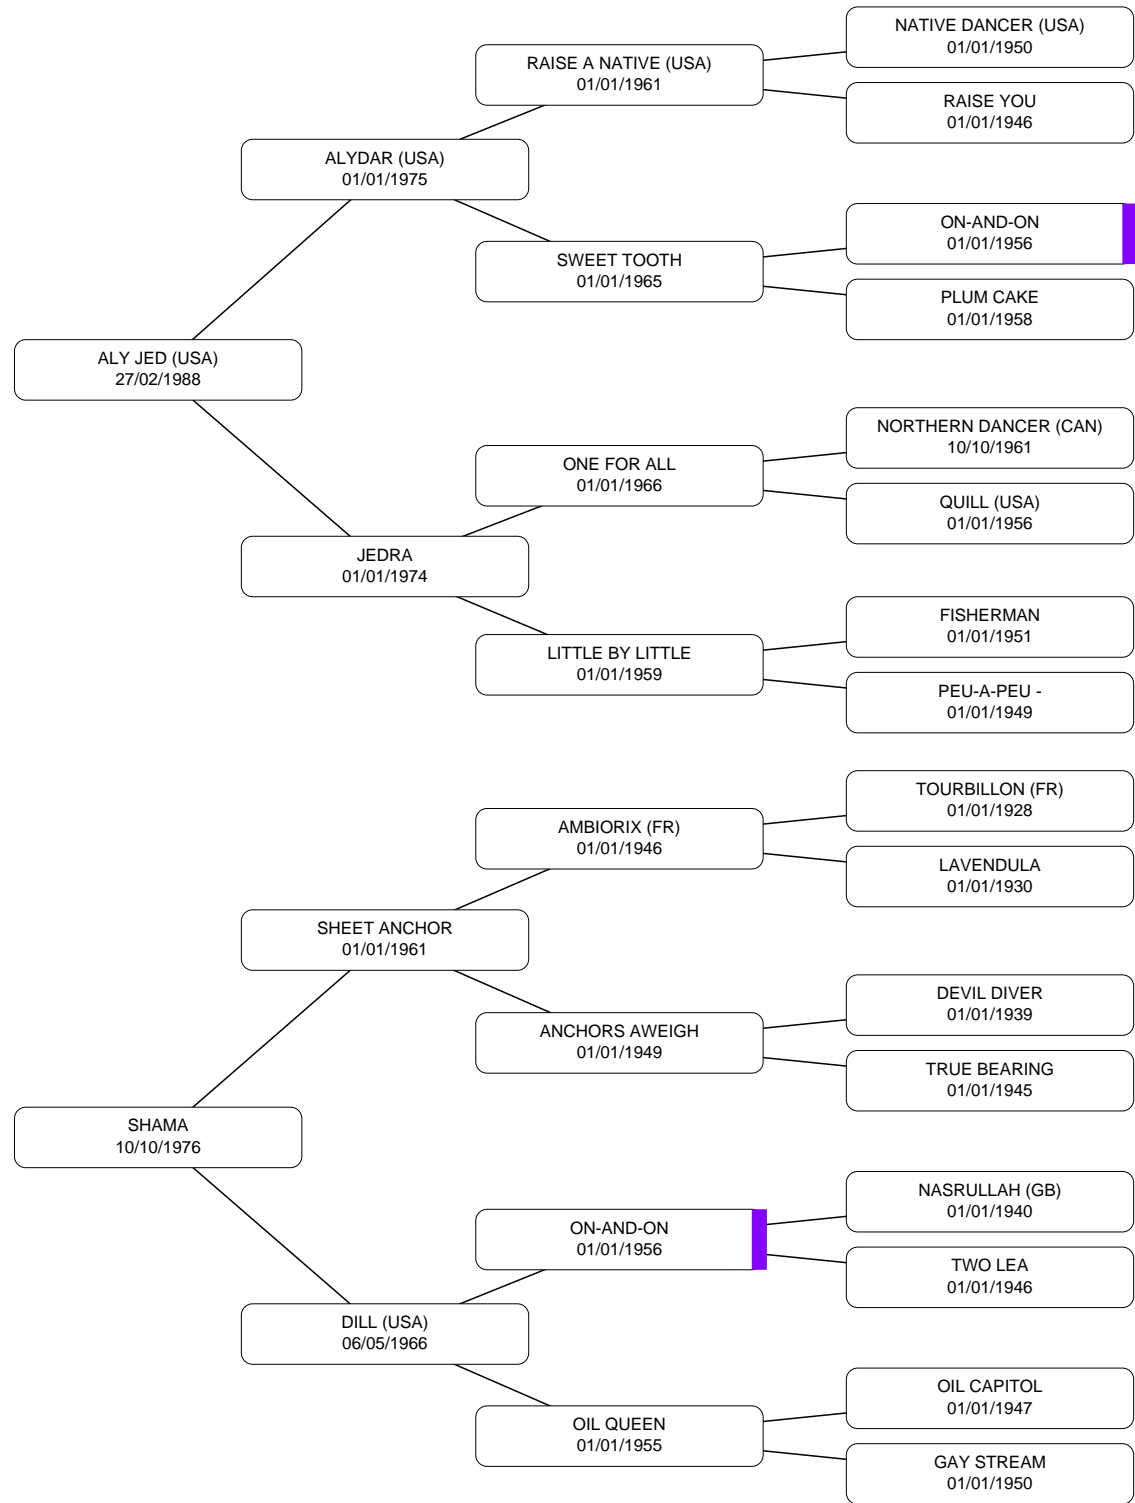 NATIVE DANCER (USA)
01/01/1950
RAISE A NATIVE (USA)
01/01/1961
RAISE YOU
01/01/1946
ALYDAR (USA)
01/01/1975
ON-AND-ON
01/01/1956
SWEET TOOTH
01/01/1965
PLUM CAKE
01/01/1958
ALY JED (USA)
27/02/1988
NORTHERN DANCER (CAN)
10/10/1961
ONE FOR ALL
01/01/1966
QUILL (USA)
01/01/1956
JEDRA
01/01/1974
FISHERMAN
01/01/1951
LITTLE BY LITTLE
01/01/1959
PEU-A-PEU -
01/01/1949
TOURBILLON (FR)
01/01/1928
AMBIORIX (FR)
01/01/1946
LAVENDULA
01/01/1930
SHEET ANCHOR
01/01/1961
DEVIL DIVER
01/01/1939
ANCHORS AWEIGH
01/01/1949
TRUE BEARING
01/01/1945
SHAMA
10/10/1976
NASRULLAH (GB)
01/01/1940
ON-AND-ON
01/01/1956
TWO LEA
01/01/1946
DILL (USA)
06/05/1966
OIL CAPITOL
01/01/1947
OIL QUEEN
01/01/1955
GAY STREAM
01/01/1950